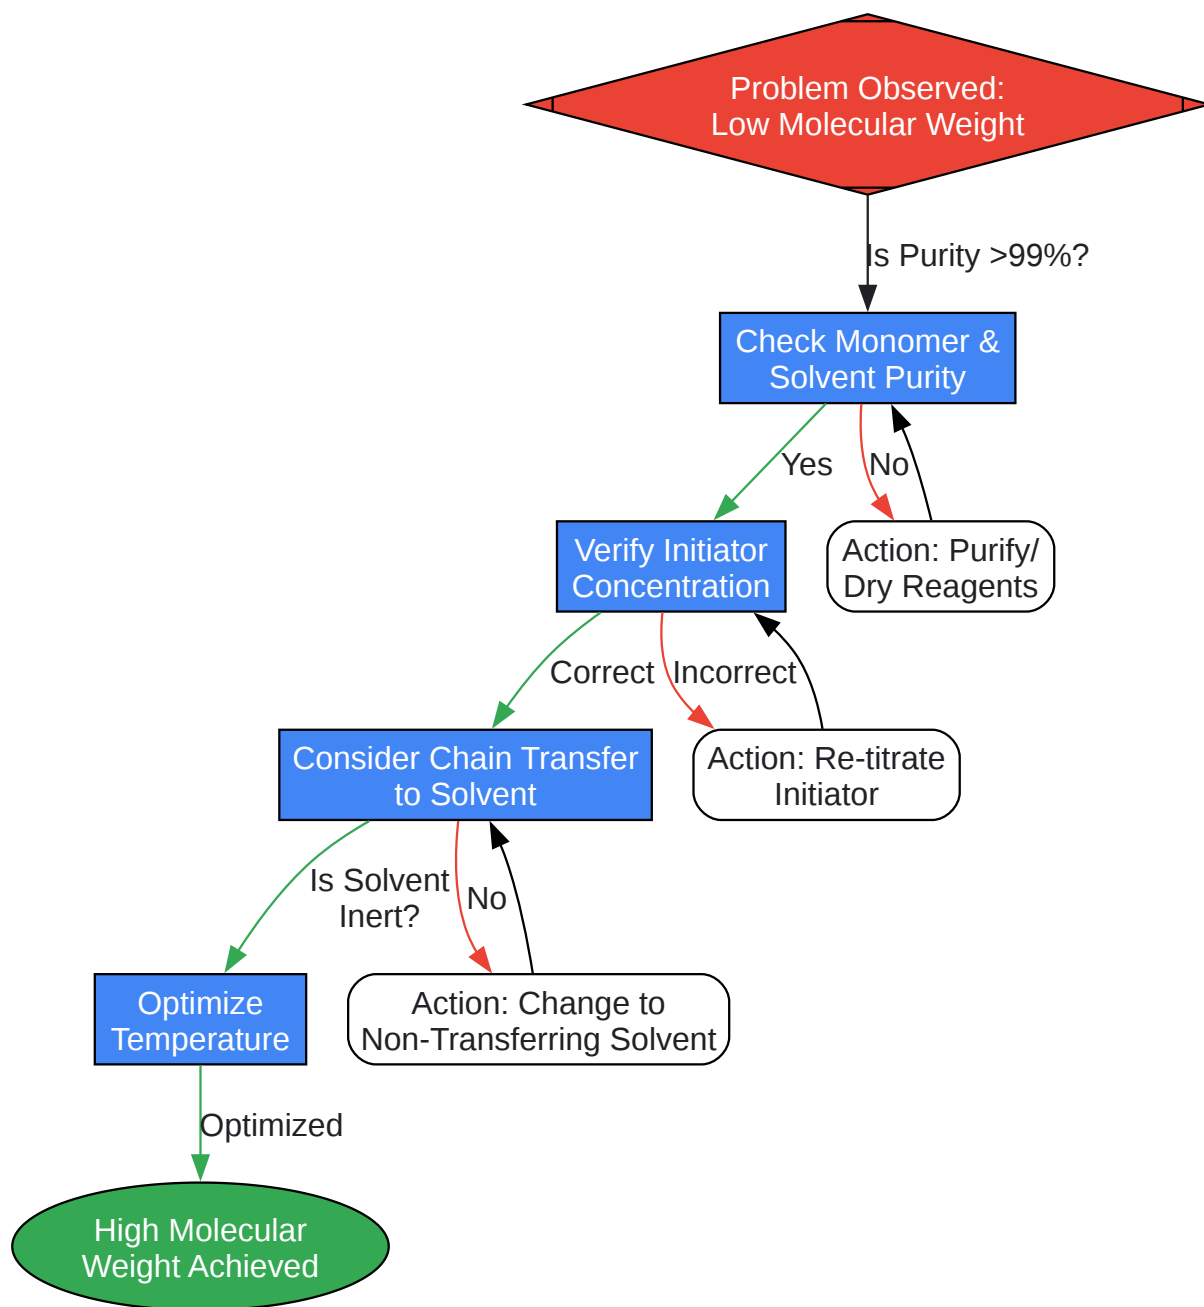 Problem Observed:
Low Molecular Weight
Is Purity >99%?
Check Monomer &
Solvent Purity
Yes
No
Verify Initiator
Concentration
Action: Purify/
Dry Reagents
Correct
Incorrect
Consider Chain Transfer
to Solvent
Action: Re-titrate
Initiator
Is Solvent
Inert?
No
Optimize
Temperature
Action: Change to
Non-Transferring Solvent
Optimized
High Molecular
Weight Achieved